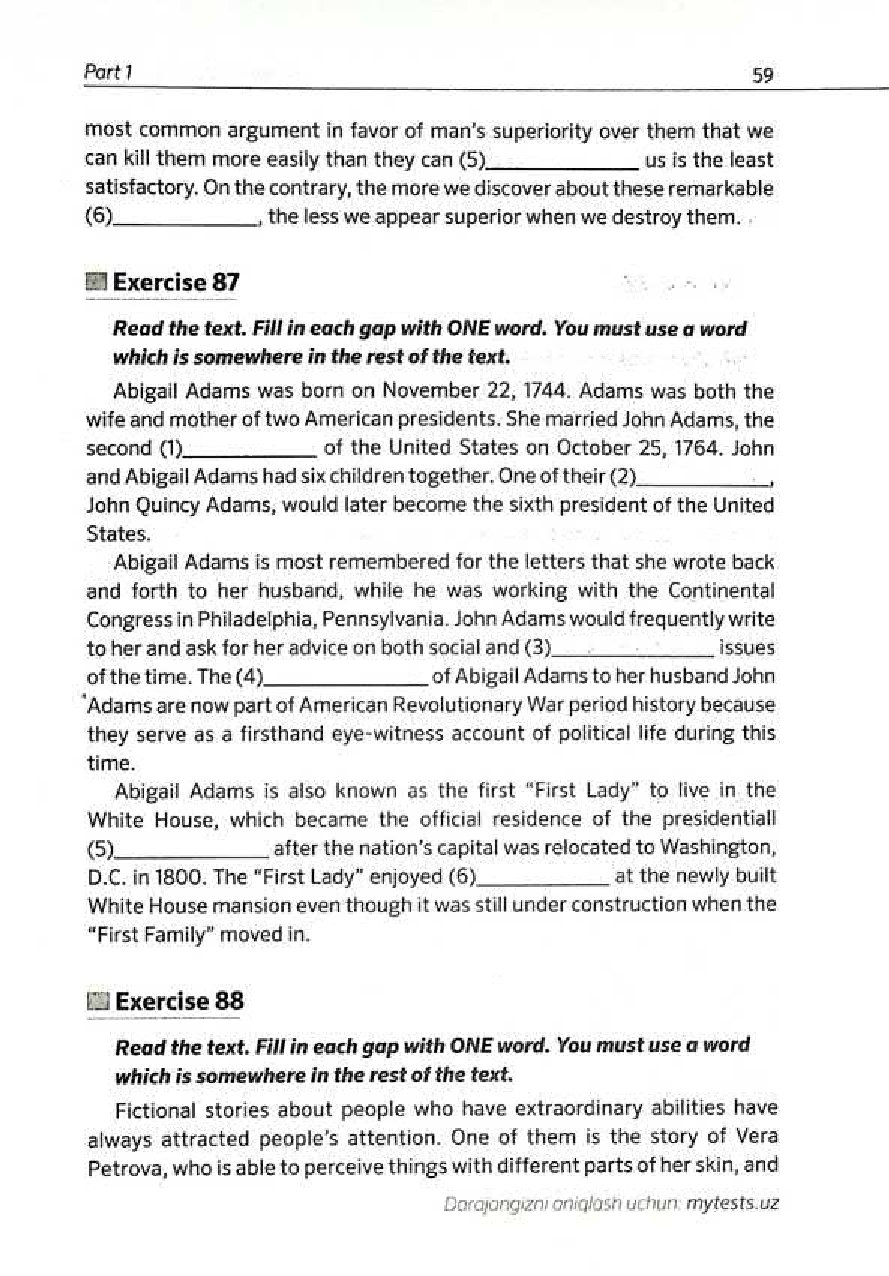 Part 1 59
most common argument in favor of man's superiority over them that we
can kill them more easily than they can (5)______________ us is the least
satisfactory. On the contrary, the more we discover about these remarkable
(6)______________, the less we appear superior when we destroy them.
Exercise 87
Read the text. Fill in each gap with ONE word. You must use a word
which is somewhere in the rest of the text.
Abigail Adams was born on November 22, 1744. Adams was both the
wife and mother of two American presidents. She married John Adams, the
second (1)____________ of the United States on October 25, 1764. John
and Abigail Adams had six children together. One of their (2)____________,
John Quincy Adams, would later become the sixth president of the United
States.
Abigail Adams is most remembered for the letters that she wrote back
and forth to her husband, while he was working with the Continental
Congress in Philadelphia, Pennsylvania. John Adams would frequently write
to her and ask for her advice on both social and (3)______________ issues
of the time. The (4)______________ of Abigail Adams to her husband John
Adams are now part of American Revolutionary War period history because
they serve as a firsthand eye-witness account of political life during this
time.
Abigail Adams is also known as the first "First Lady" to live in the
White House, which became the official residence of the presidentiall
(5)______________ after the nation's capital was relocated to Washington,
D.C. in 1800. The "First Lady" enjoyed (6)____________ at the newly built
White House mansion even though it was still under construction when the
"First Family" moved in.
Exercise 88
Read the text. Fill in each gap with ONE word. You must use a word
which is somewhere in the rest of the text.
Fictional stories about people who have extraordinary abilities have
always attracted people's attention. One of them is the story of Vera
Petrova, who is able to perceive things with different parts of her skin, and
Darajangizni aniqlash uchun: mytests.uz